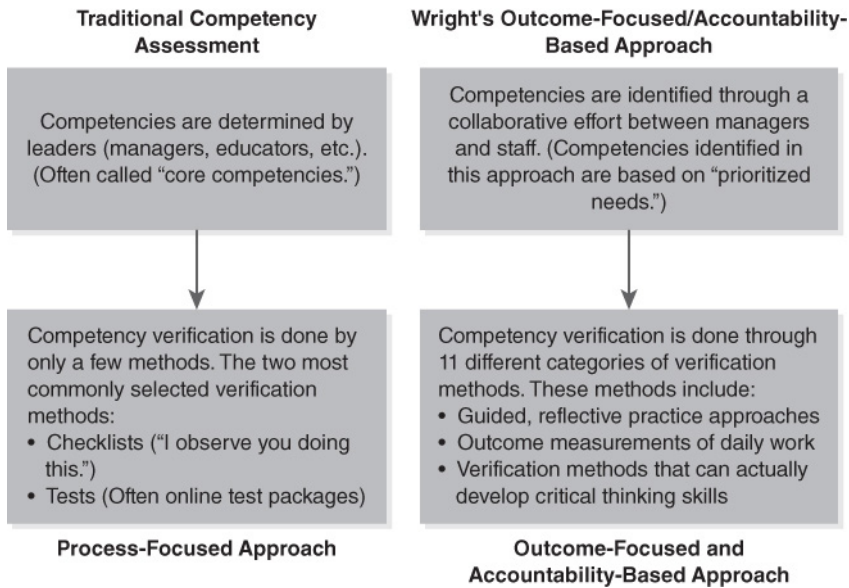 Traditional Competency
Assessment
Competencies are determined by
leaders (managers, educators, etc.).
(Often called “core competencies.”)
Competency verification is done by
only a few methods. The two most
commonly selected verification
methods:
• Checklists (“I observe you doing
this.”)
• Tests (Often online test packages)
Process-Focused Approach
Wright's Outcome-Focused/Accountability-
Based Approach
Competencies are identified through a
collaborative effort between managers
and staff. (Competencies identified in
this approach are based on “prioritized
needs.”)
Competency verification is done through
11 different categories of verification
methods. These methods include:
• Guided, reflective practice approaches
• Outcome measurements of daily work
• Verification methods that can actually
develop critical thinking skills
Outcome-Focused and
Accountability-Based Approach